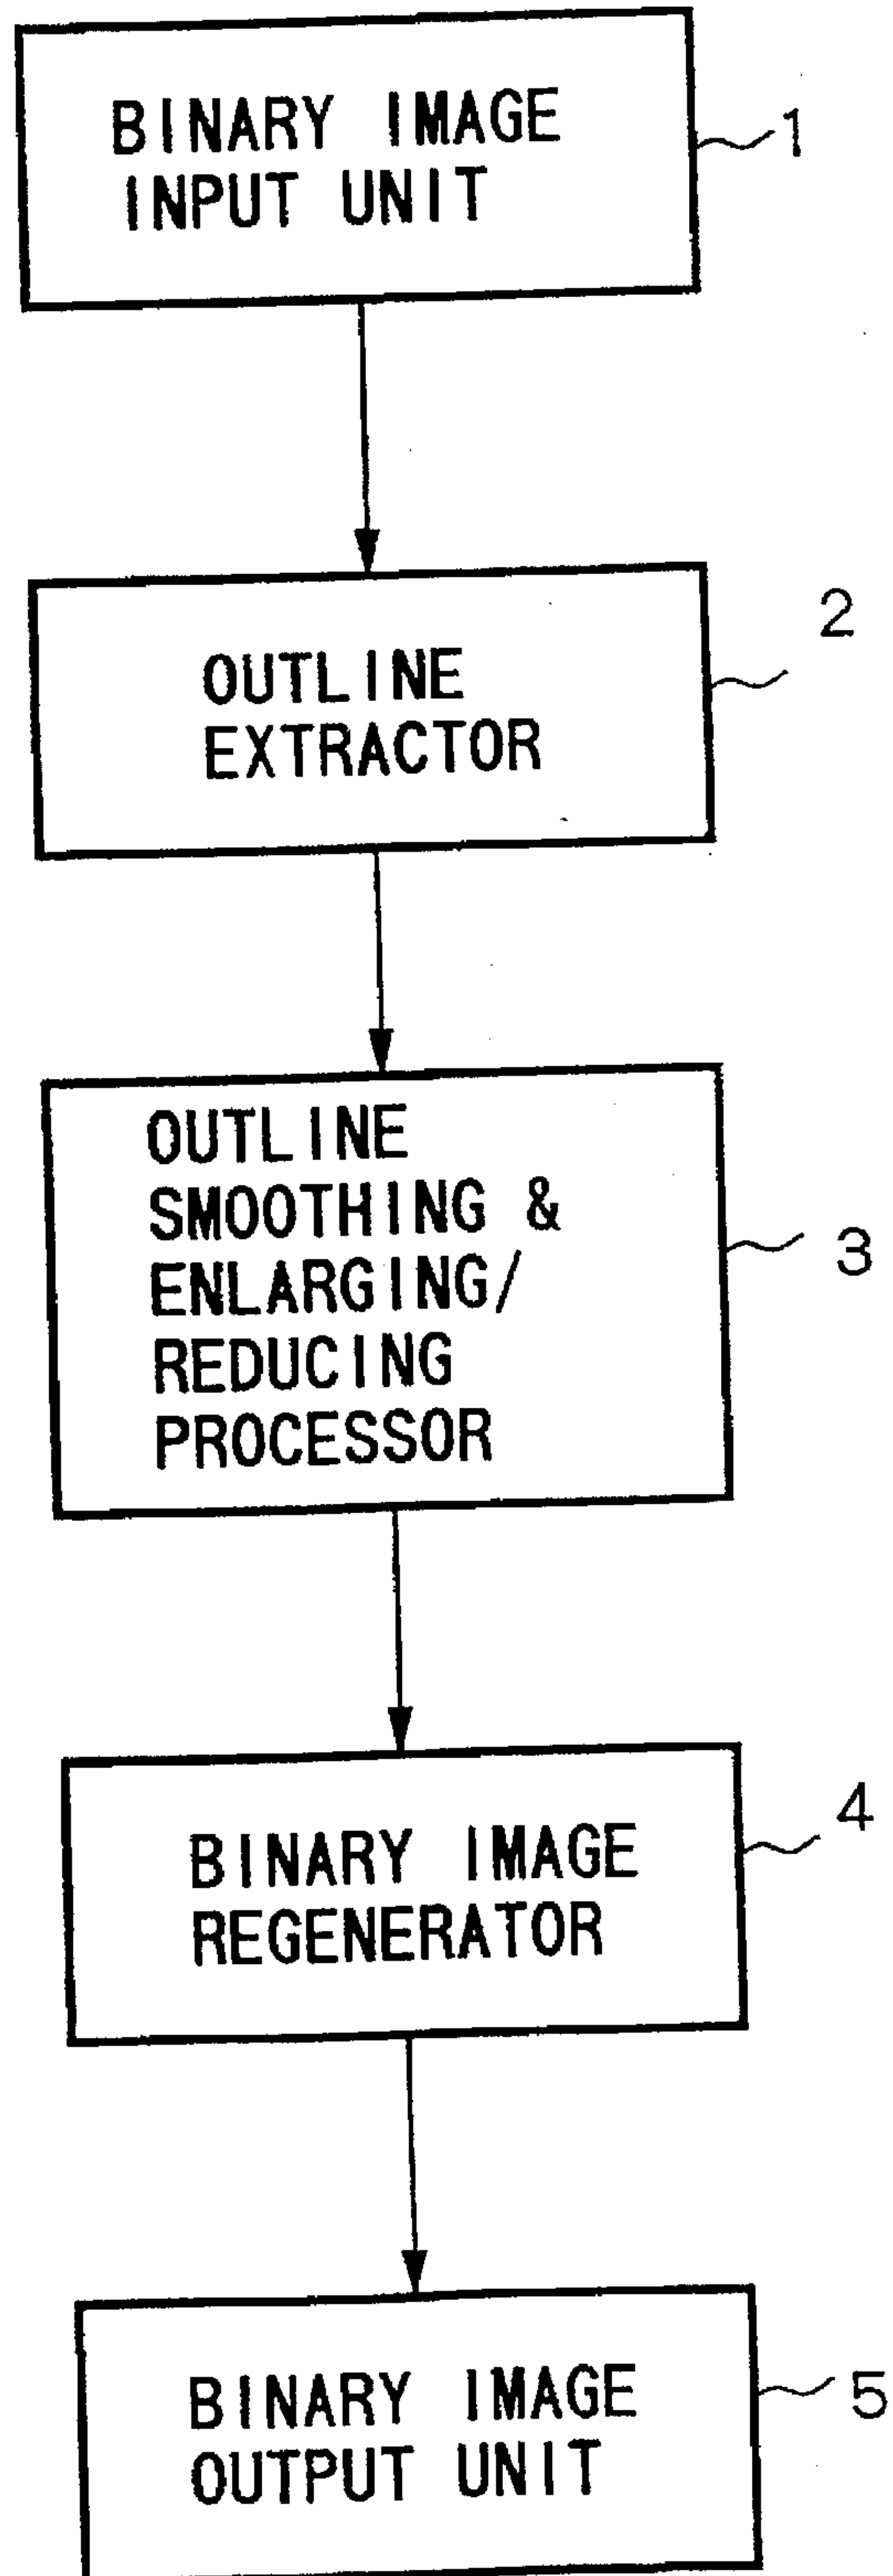 BINARY IMAGE
INPUT UNIT
1
OUTLINE
EXTRACTOR
2
OUTLINE
SMOOTHING &
ENLARGING/
REDUCING
PROCESSOR
3
BINARY IMAGE
REGENERATOR
4
BINARY IMAGE
OUTPUT UNIT
5